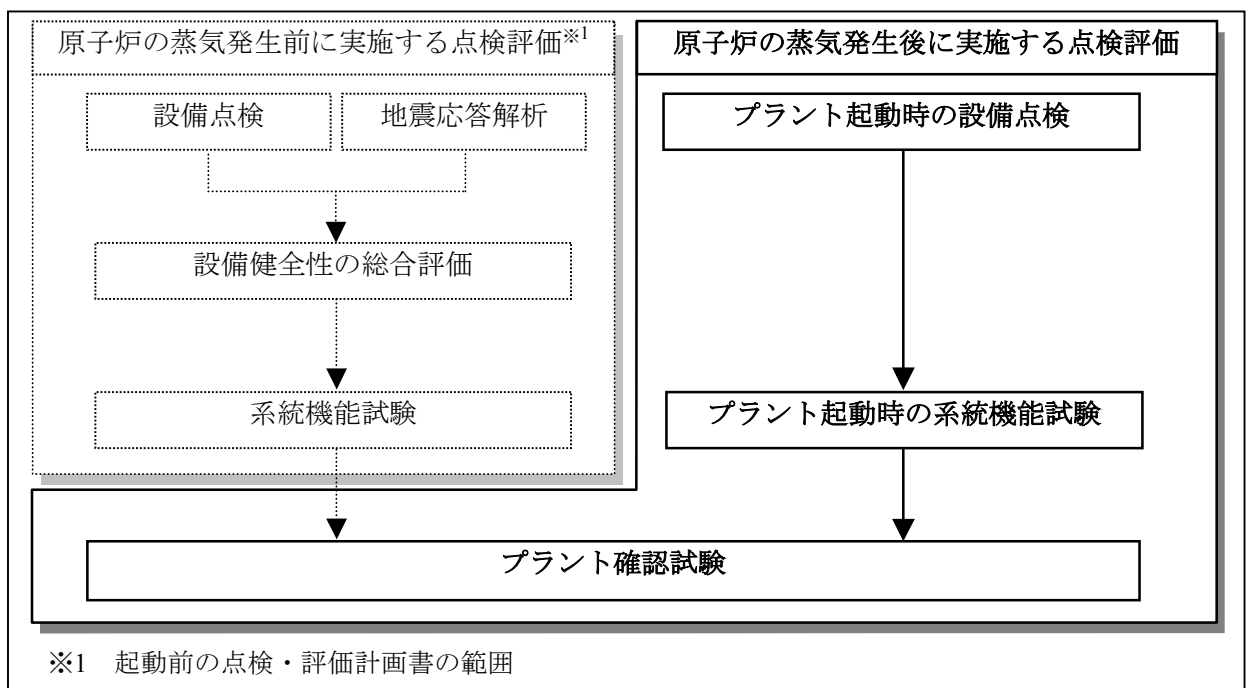 原子炉の蒸気発生前に実施する点検評価※1
設備点検
地震応答解析
設備健全性の総合評価
系統機能試験
原子炉の蒸気発生後に実施する点検評価
プラント起動時の設備点検
プラント起動時の系統機能試験
プラント確認試験
※1 起動前の点検・評価計画書の範囲